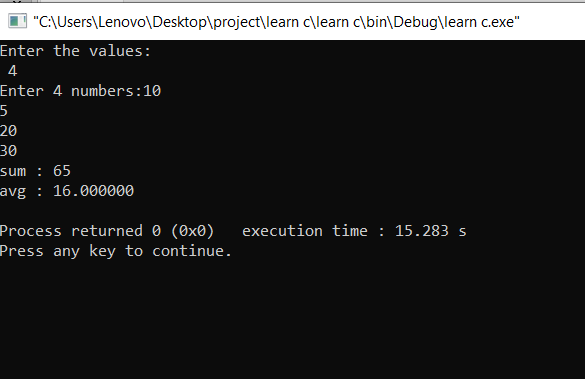 "C:\Users\Lenovo\Desktop\project\learn c\learn c\bin\Debug\learn c.exe"
Enter the values:
 4
Enter 4 numbers:10
5
20
30
sum : 65
avg : 16.000000

Process returned 0 (0x0)   execution time : 15.283 s
Press any key to continue.